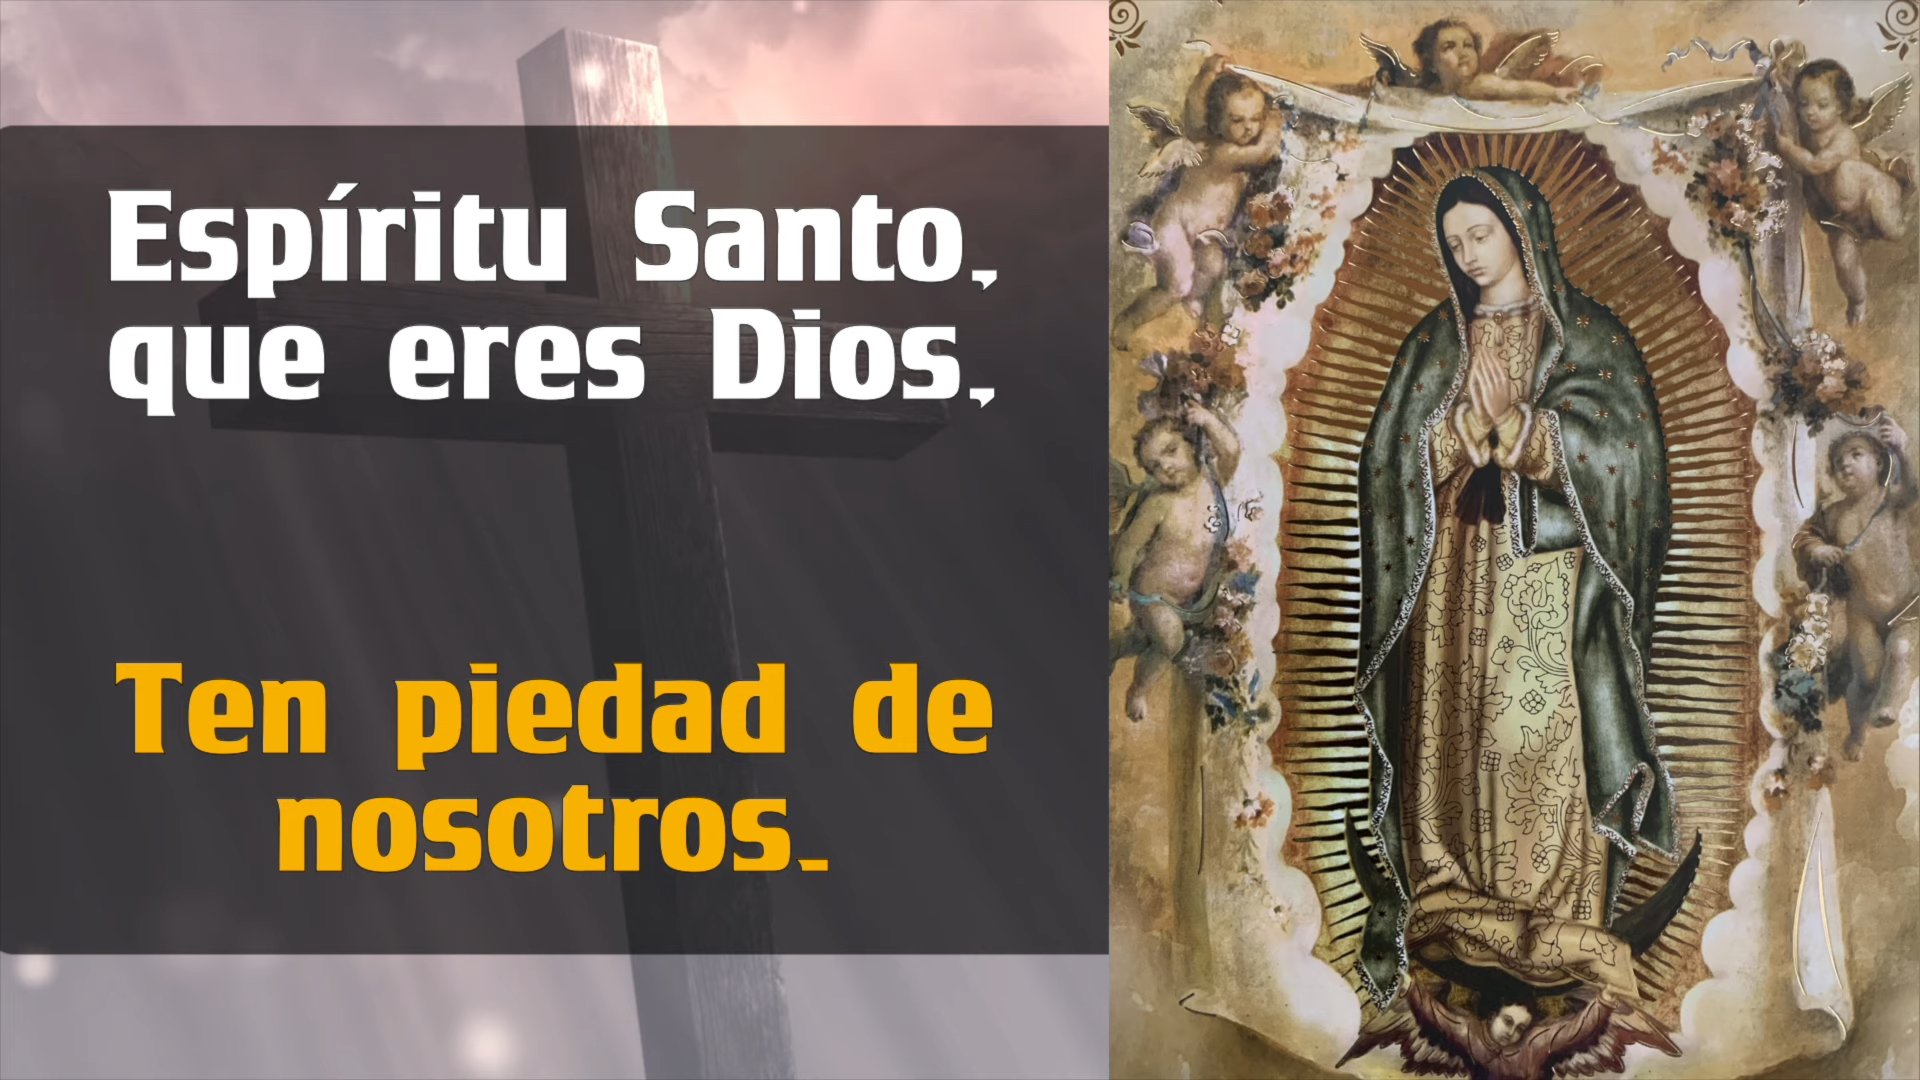 Espíritu Santo,
que eres Dios,
Ten piedad de
nosotros.